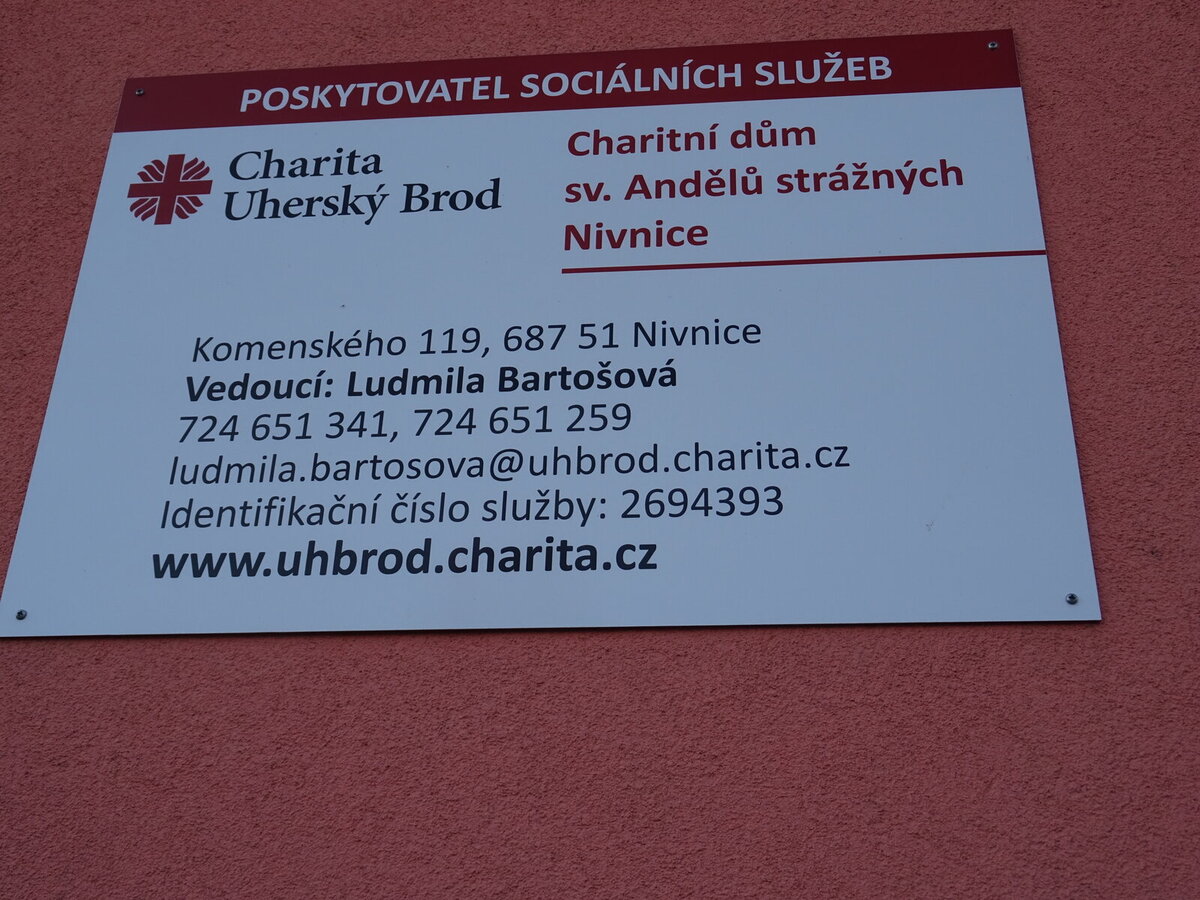 POSKYTOVATEL SOCIÁLNÍCH SLUŽEB
Charita
Uherský Brod
Charitní dům
sv. Andělů strážných
Nivnice
Komenského 119, 687 51 Nivnice
Vedoucí: Ludmila Bartošová
724 651 341, 724 651 259
ludmila.bartosova@uhbrod.charita.cz
Identifikační číslo služby: 2694393
www.uhbrod.charita.cz